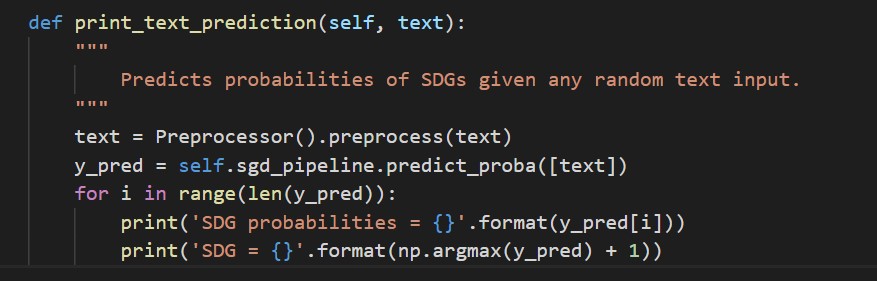 def print_text_prediction(self, text):
    """
        Predicts probabilities of SDGs given any random text input.
    """
    text = Preprocessor().preprocess(text)
    y_pred = self.sgd_pipeline.predict_proba([text])
    for i in range(len(y_pred)):
        print('SDG probabilities = {}'.format(y_pred[i]))
        print('SDG = {}'.format(np.argmax(y_pred) + 1))